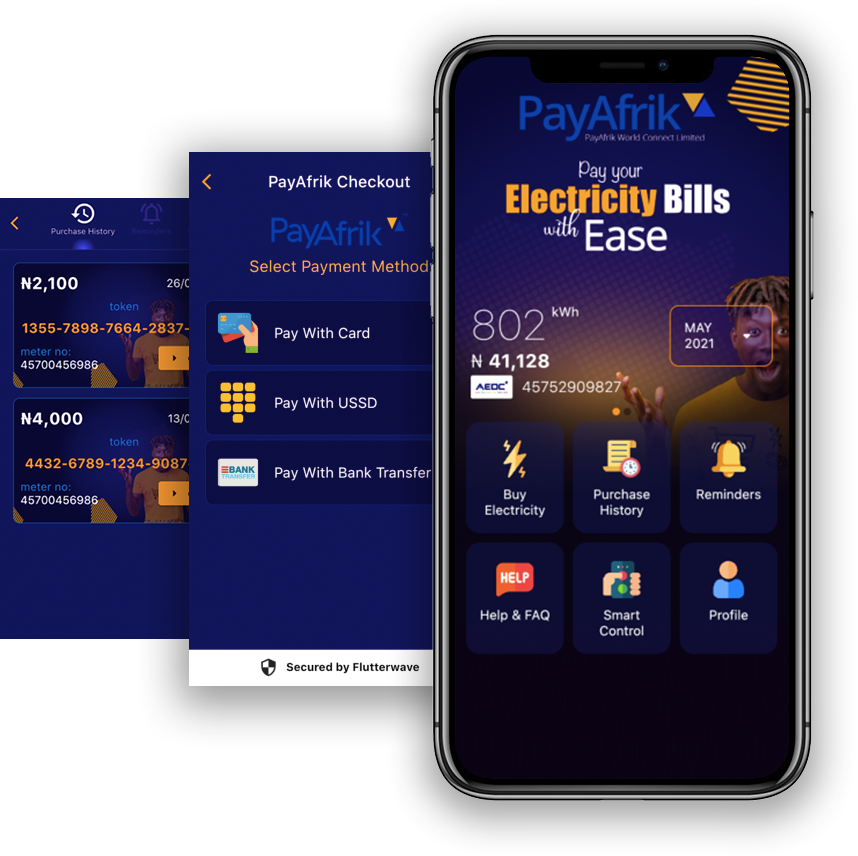 Purchase History
Reminders
₦2,100
26/0
token
1355-7898-7664-2837-
meter no:
45700456986
₦4,000
13/0
token
4432-6789-1234-9087
meter no:
45700456986
PayAfrik Checkout
PayAfrik
Select Payment Method
Pay With Card
Pay With USSD
BANK
TRANSFER
Pay With Bank Transfer
Secured by Flutterwave
PayAfrik
PayAfrik World Connect Limited
Pay your
Electricity Bills
with Ease
802 kWh
₦ 41,128
MAY
2021
AEDC
45752909827
Buy
Electricity
Purchase
History
Reminders
HELP
Help & FAQ
Smart
Control
Profile